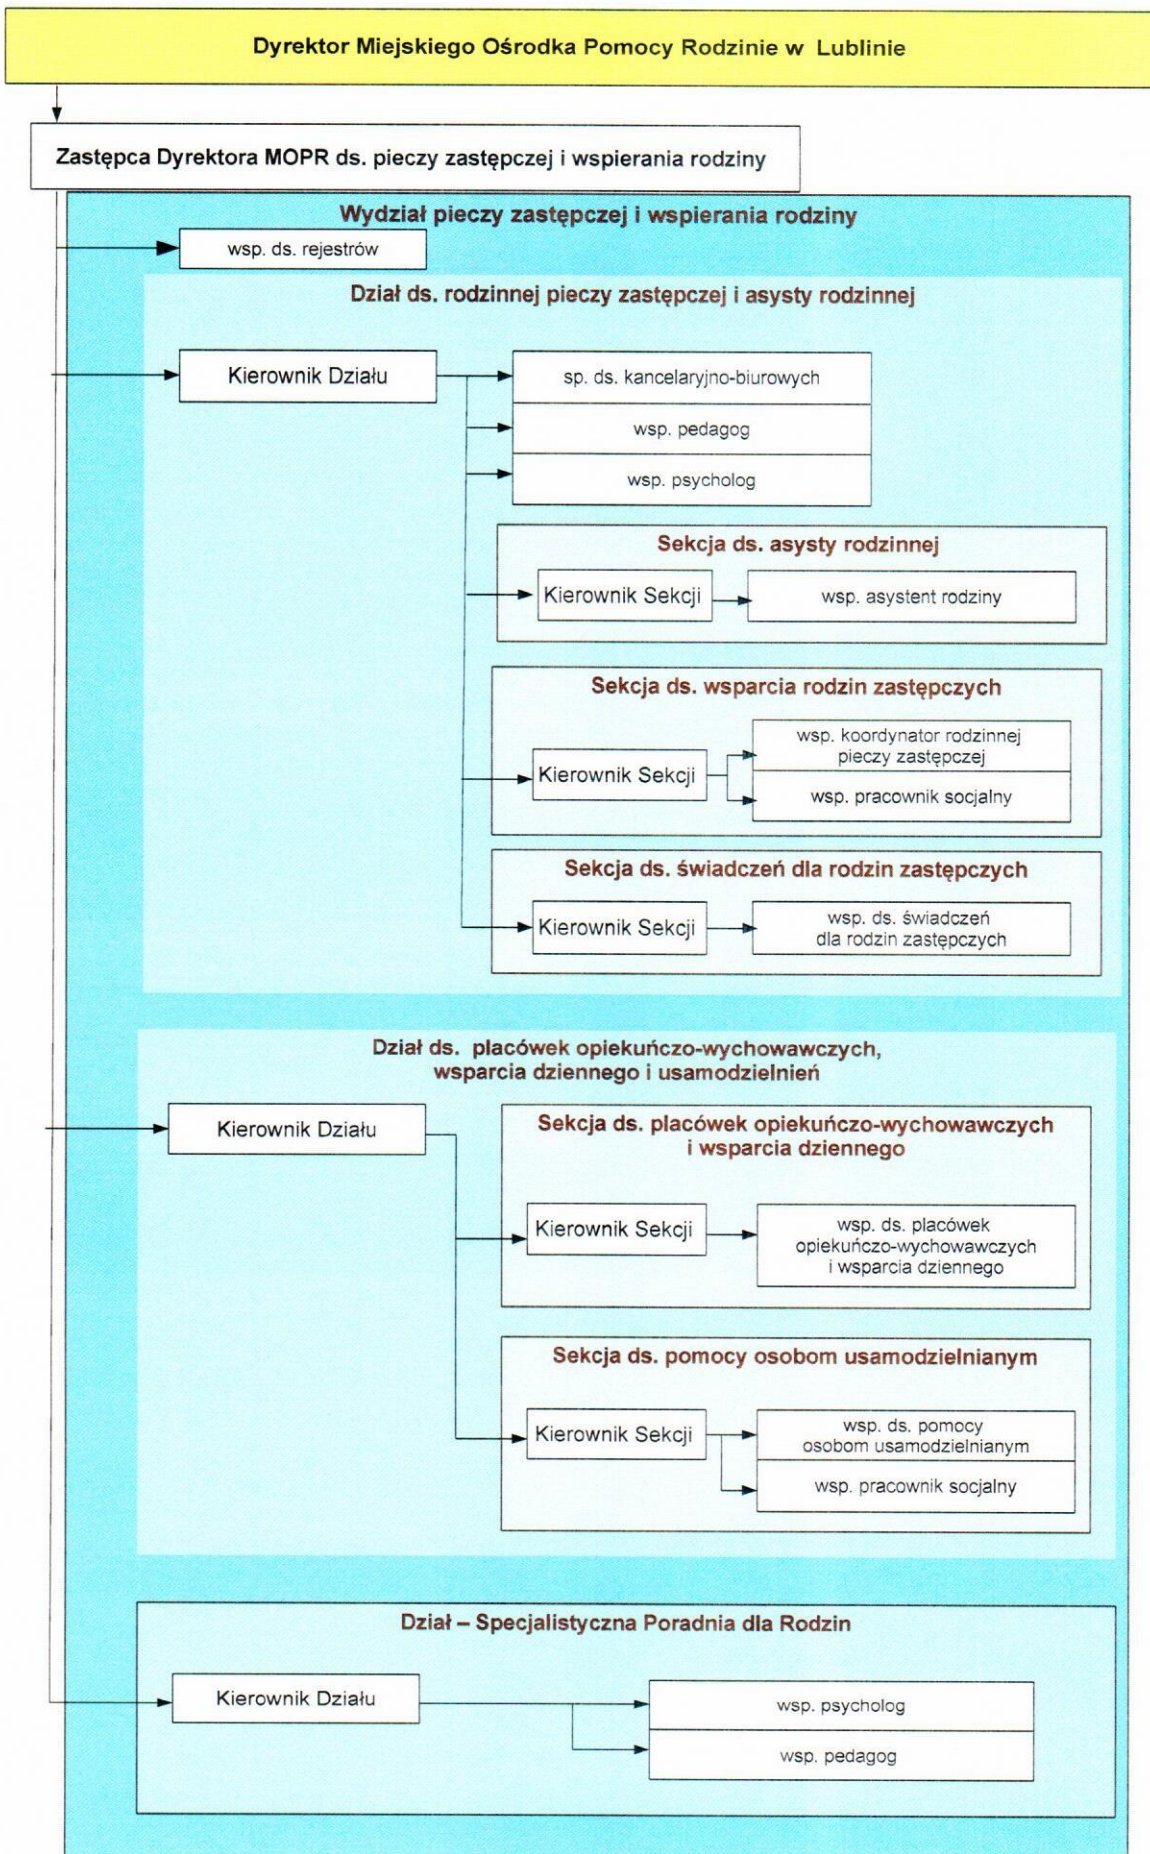 Dyrektor Miejskiego Ośrodka Pomocy Rodzinie w Lublinie
Zastępca Dyrektora MOPR ds. pieczy zastępczej i wspierania rodziny
Wydział pieczy zastępczej i wspierania rodziny
wsp. ds. rejestrów
Dział ds. rodzinnej pieczy zastępczej i asysty rodzinnej
Kierownik Działu
sp. ds. kancelaryjno-biurowych
wsp. pedagog
wsp. psycholog
Sekcja ds. asysty rodzinnej
Kierownik Sekcji
wsp. asystent rodziny
Sekcja ds. wsparcia rodzin zastępczych
Kierownik Sekcji
wsp. koordynator rodzinnej
pieczy zastępczej
wsp. pracownik socjalny
Sekcja ds. świadczeń dla rodzin zastępczych
Kierownik Sekcji
wsp. ds. świadczeń
dla rodzin zastępczych
Dział ds. placówek opiekuńczo-wychowawczych,
wsparcia dziennego i usamodzielnień
Kierownik Działu
Sekcja ds. placówek opiekuńczo-wychowawczych
i wsparcia dziennego
Kierownik Sekcji
wsp. ds. placówek
opiekuńczo-wychowawczych
i wsparcia dziennego
Sekcja ds. pomocy osobom usamodzielnianym
Kierownik Sekcji
wsp. ds. pomocy
osobom usamodzielnianym
wsp. pracownik socjalny
Dział – Specjalistyczna Poradnia dla Rodzin
Kierownik Działu
wsp. psycholog
wsp. pedagog